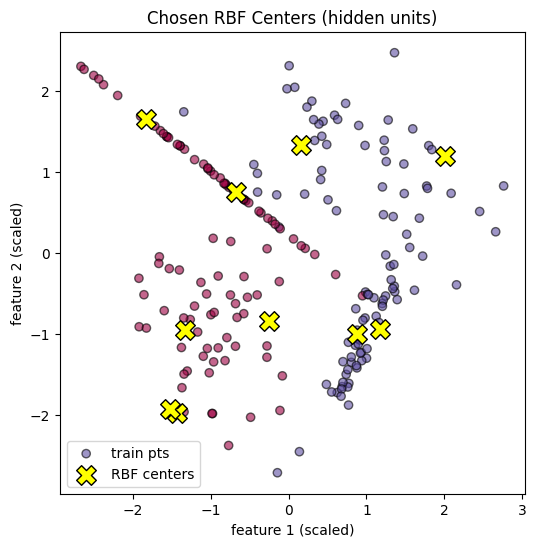 Chosen RBF Centers (hidden units)
feature 2 (scaled)
2
1
0
−1
−2
train pts
RBF centers
−2
−1
0
1
2
3
feature 1 (scaled)